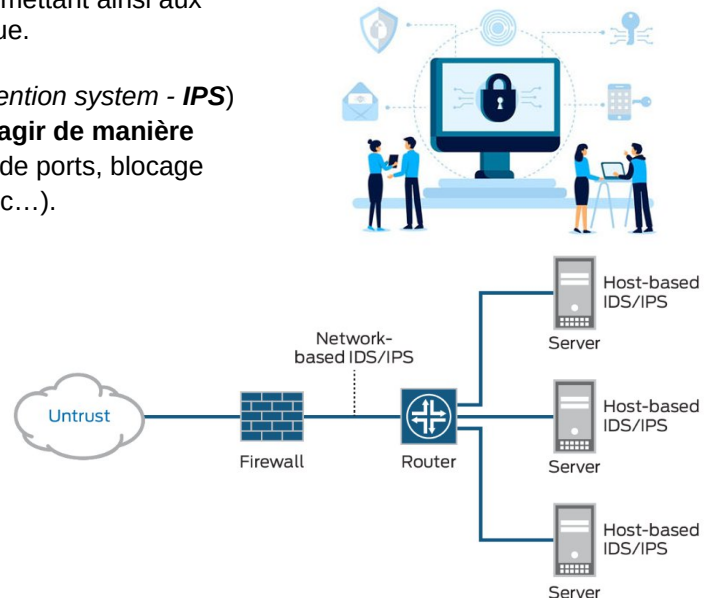 mettant ainsi aux
ue.
ention system - IPS)
agir de manière
de ports, blocage
c…).
Host-based
IDS/IPS
Server
Network-
based IDS/IPS
Untrust
Firewall
Router
Host-based
IDS/IPS
Server
Host-based
IDS/IPS
Server